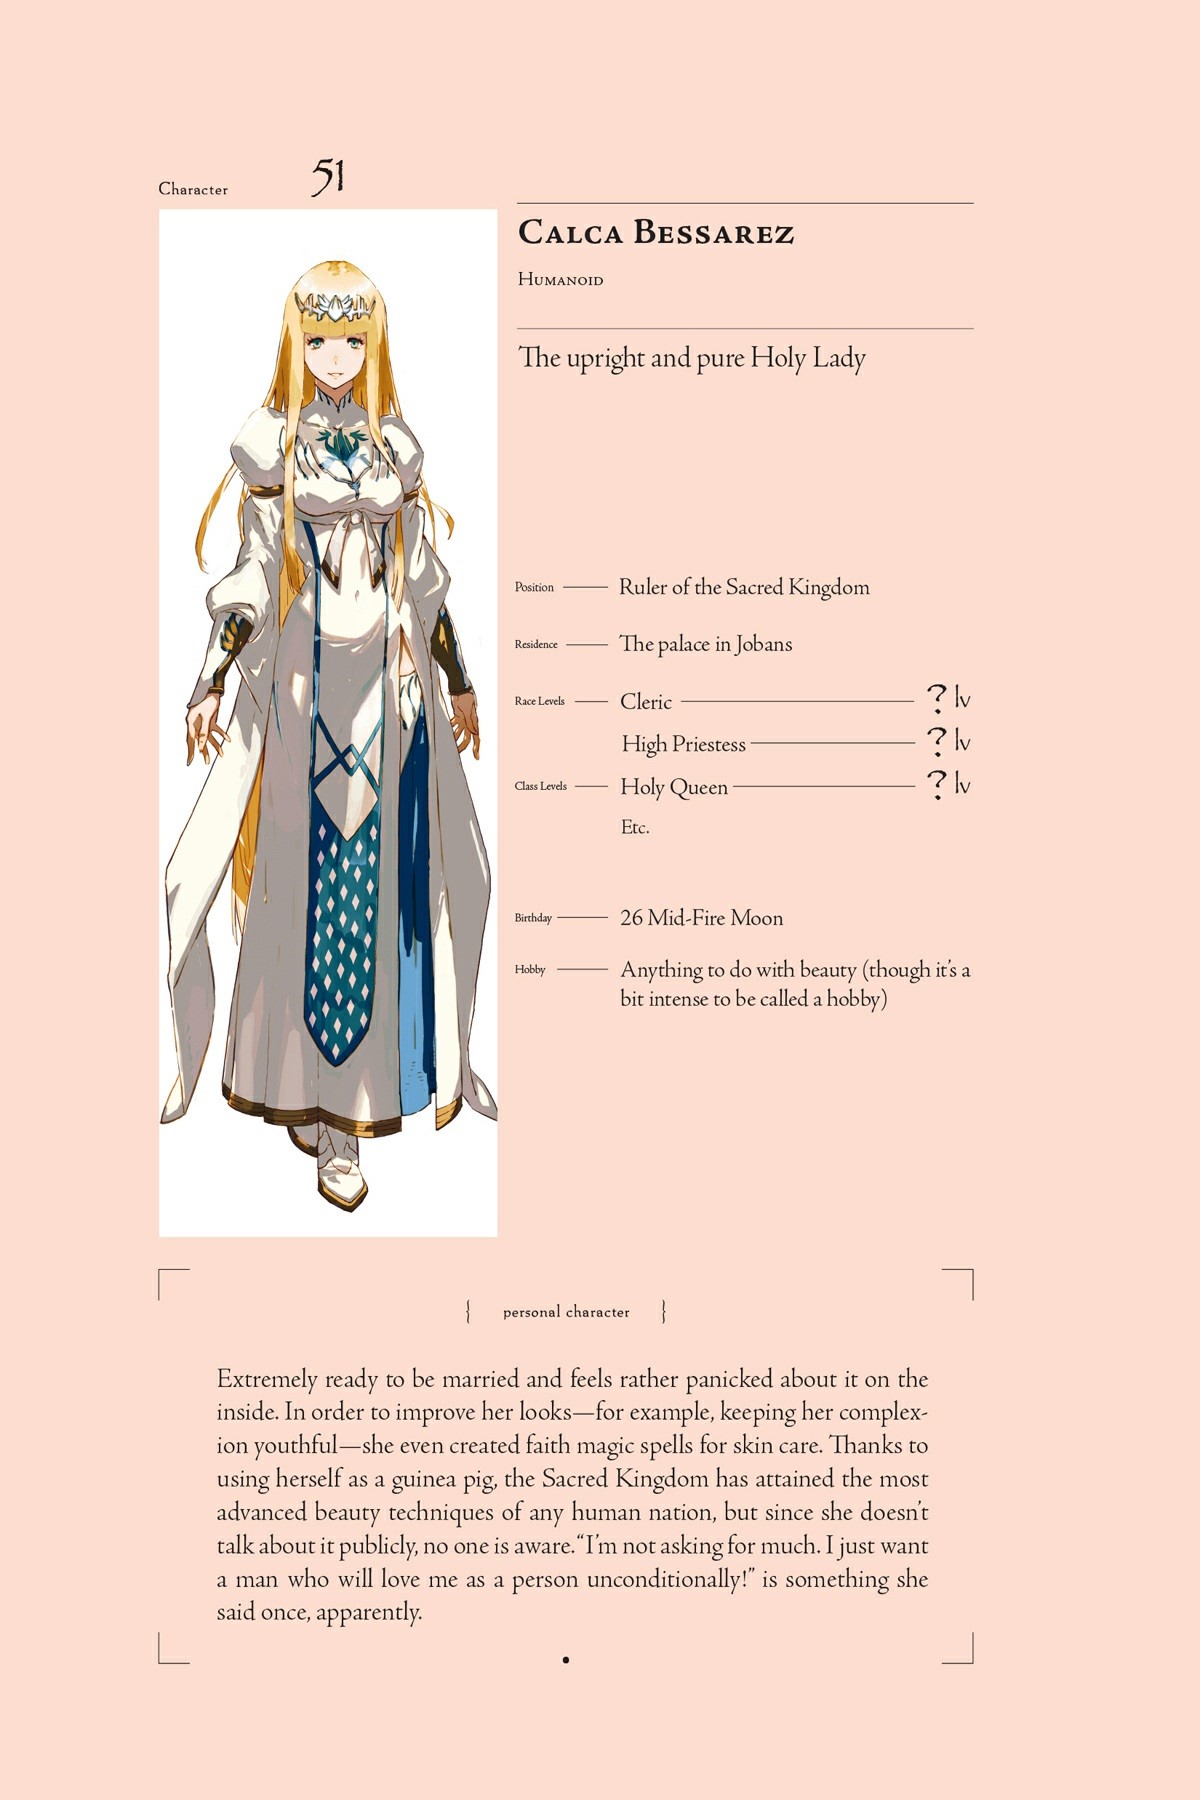 Character 51
Calca Bessarez
Humanoid
The upright and pure Holy Lady
Position Ruler of the Sacred Kingdom
Residence The palace in Jobans
Race Levels Cleric ? lv
High Priestess ? lv
Class Levels Holy Queen ? lv
Etc.
Birthday 26 Mid-Fire Moon
Hobby Anything to do with beauty (though it's a
bit intense to be called a hobby)
{ personal character }
Extremely ready to be married and feels rather panicked about it on the
inside. In order to improve her looks—for example, keeping her complex-
ion youthful—she even created faith magic spells for skin care. Thanks to
using herself as a guinea pig, the Sacred Kingdom has attained the most
advanced beauty techniques of any human nation, but since she doesn't
talk about it publicly, no one is aware. “I'm not asking for much. I just want
a man who will love me as a person unconditionally!” is something she
said once, apparently.